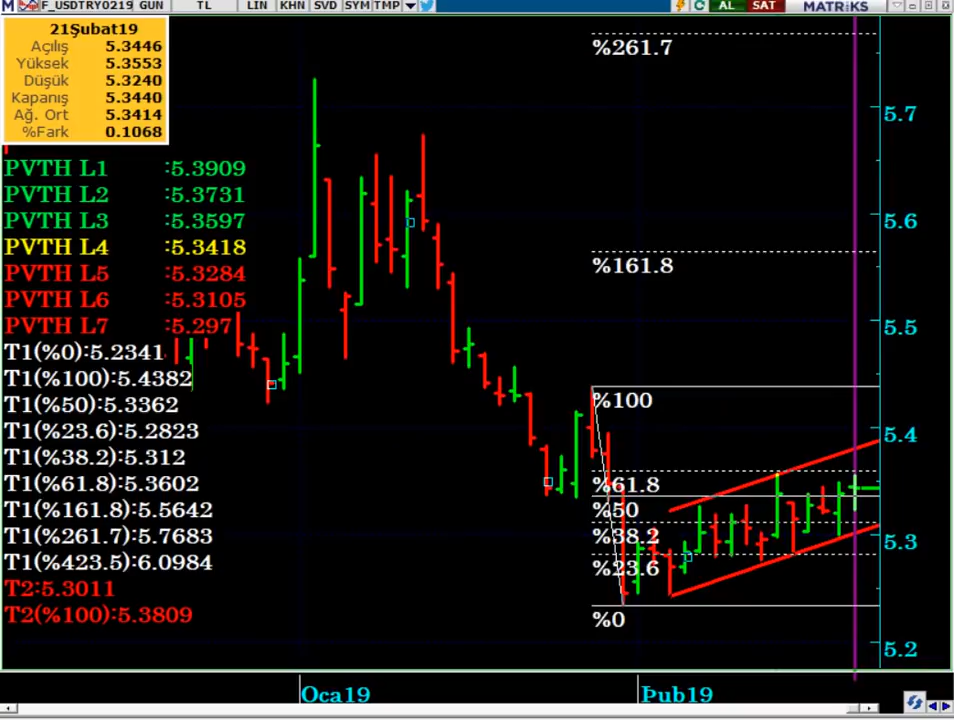 M F_USDTRY0219 GUN TL LIN KHN SVD SYM TMP AL SAT MATRiKS
21Şubat19
Açılış 5.3446
Yüksek 5.3553
Düşük 5.3240
Kapanış 5.3440
Ağ. Ort 5.3414
%Fark 0.1068
PVTH L1 :5.3909
PVTH L2 :5.3731
PVTH L3 :5.3597
PVTH L4 :5.3418
PVTH L5 :5.3284
PVTH L6 :5.3105
PVTH L7 :5.297
T1(%0):5.2341
T1(%100):5.4382
T1(%50):5.3362
T1(%23.6):5.2823
T1(%38.2):5.312
T1(%61.8):5.3602
T1(%161.8):5.5642
T1(%261.7):5.7683
T1(%423.5):6.0984
T2:5.3011
T2(%100):5.3809
%261.7
%161.8
%100
%61.8
%50
%38.2
%23.6
%0
5.7
5.6
5.5
5.4
5.3
5.2
Oca19
Þub19